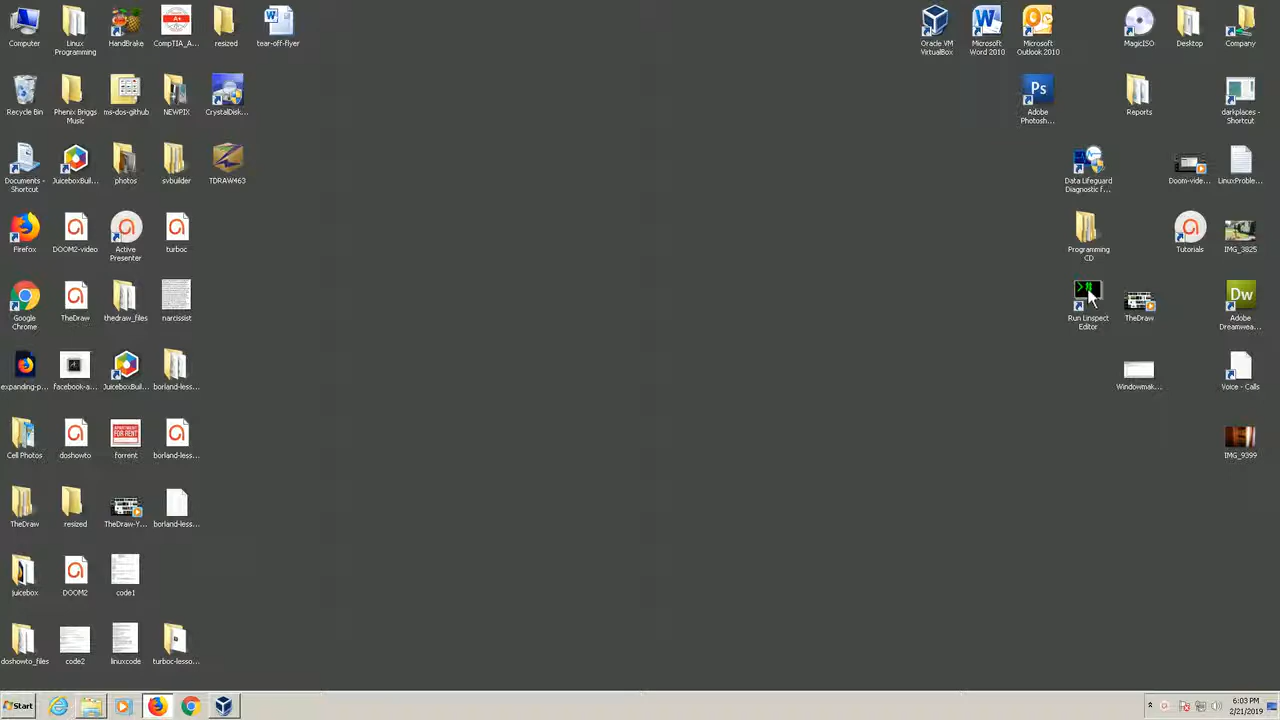 Computer
Linux
Programming
HandBrake
CompTIA_A...
resized
tear-off-flyer
Oracle VM
VirtualBox
Microsoft
Word 2010
Microsoft
Outlook 2010
MagicISO
Desktop
Company
Recycle Bin
Phenix Briggs
Music
ms-dos-github
NEWPIX
CrystalDisk...
Adobe
Photosh...
Reports
darkplaces -
Shortcut
Documents -
Shortcut
JuiceboxBuil...
photos
svbuilder
TDRAW463
Data Lifeguard
Diagnostic f...
Doom-vide...
LinuxProble...
Firefox
DOOM2-video
Active
Presenter
turboc
Programming
CD
Tutorials
IMG_3825
Google
Chrome
TheDraw
thedraw_files
narcissist
Run Linspect
Editor
TheDraw
Adobe
Dreamwea...
expanding-p...
facebook-a...
JuiceboxBuil...
borland-less...
Windowmak...
Voice - Calls
Cell Photos
doshowto
APARTMENT
FOR RENT
forrent
borland-less...
IMG_9399
TheDraw
resized
TheDraw-Y...
borland-less...
juicebox
DOOM2
code1
doshowto_files
code2
linuxcode
turboc-lesso...
Start
6:03 PM
2/21/2019